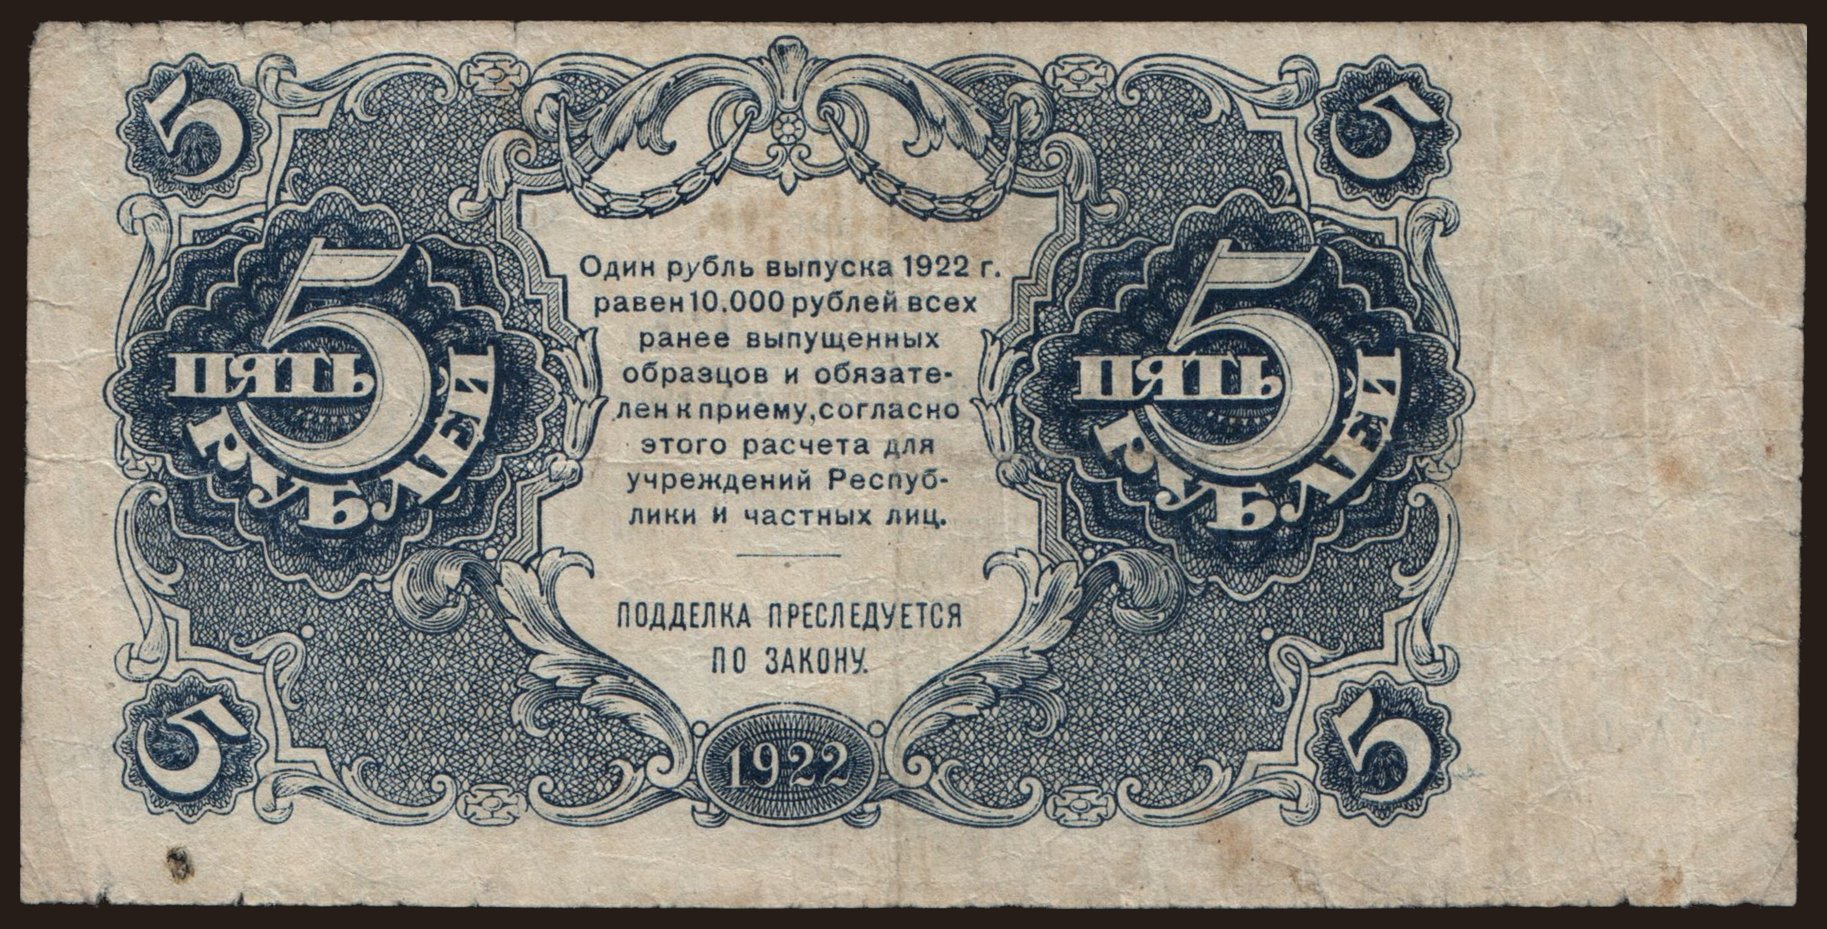 5
5
5
ПЯТЬ
РУБЛЕЙ
Один рубль выпуска 1922 г.
равен 10.000 рублей всех
ранее выпущенных
образцов и обязате-
лен к приему, согласно
этого расчета для
учреждений Респуб-
лики и частных лиц.
ПОДДЕЛКА ПРЕСЛЕДУЕТСЯ
ПО ЗАКОНУ.
5
ПЯТЬ
РУБЛЕЙ
5
1922
5